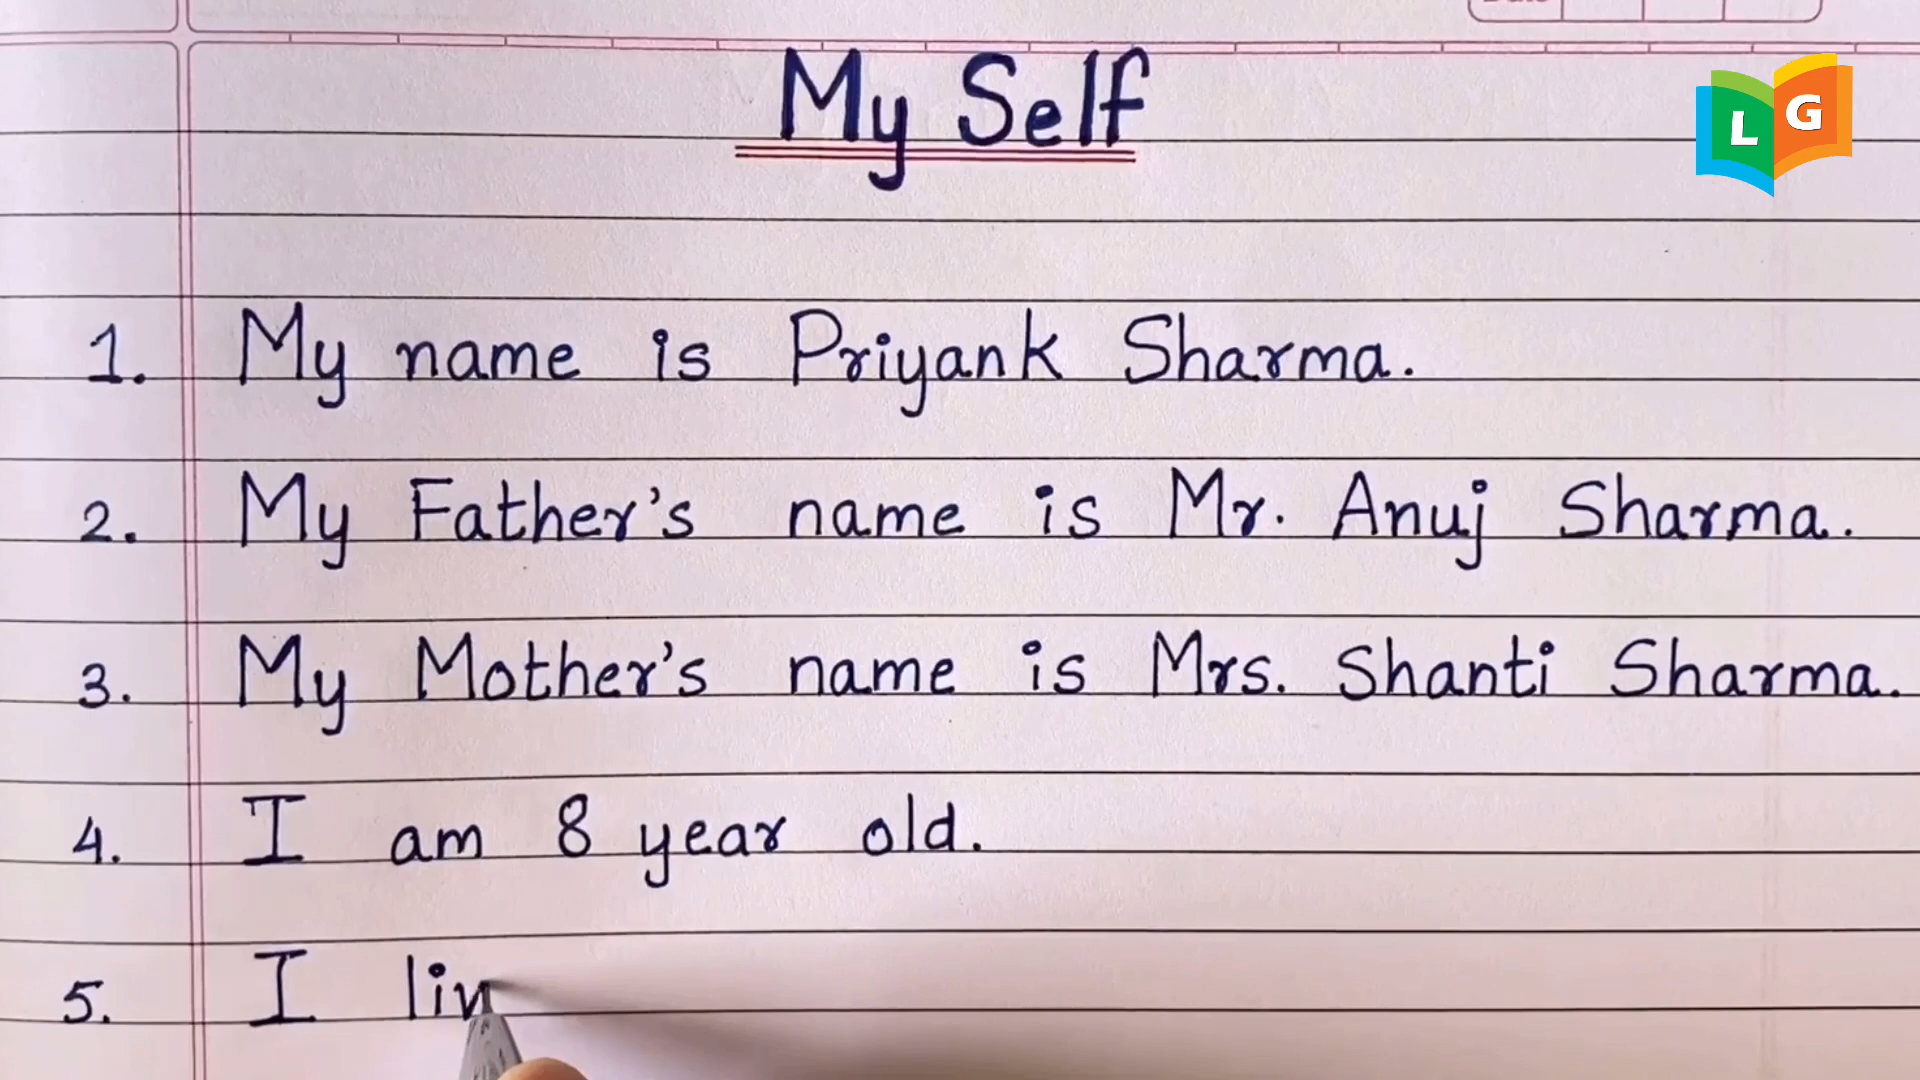 My Self
L G
1. My name is Priyank Sharma.
2. My Father's name is Mr. Anuj Sharma.
3. My Mother's name is Mrs. Shanti Sharma.
4. I am 8 year old.
5. I liv